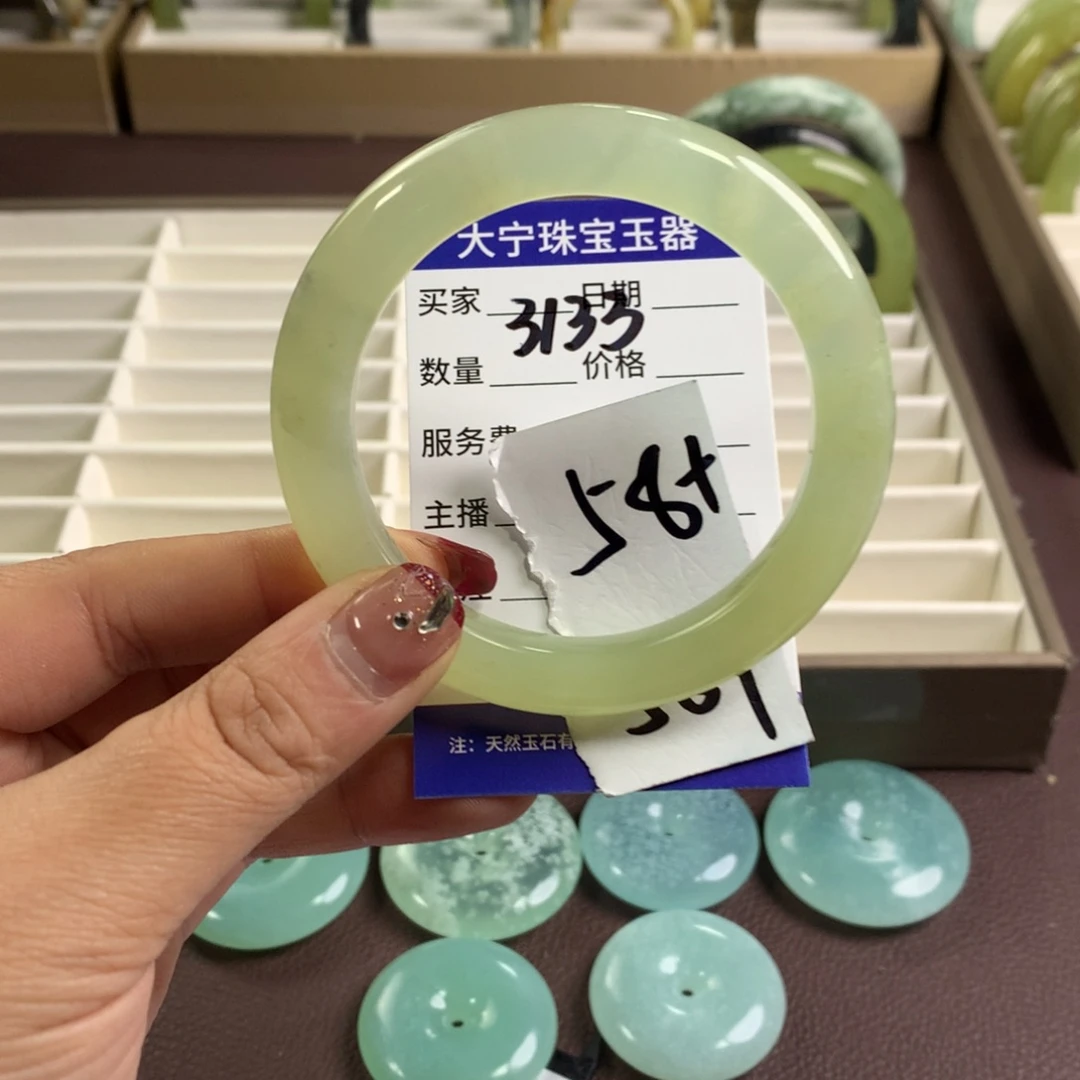 大宁珠宝玉器
买家 日期
3133
数量 价格
服务费
58+
主播
注：天然玉石有